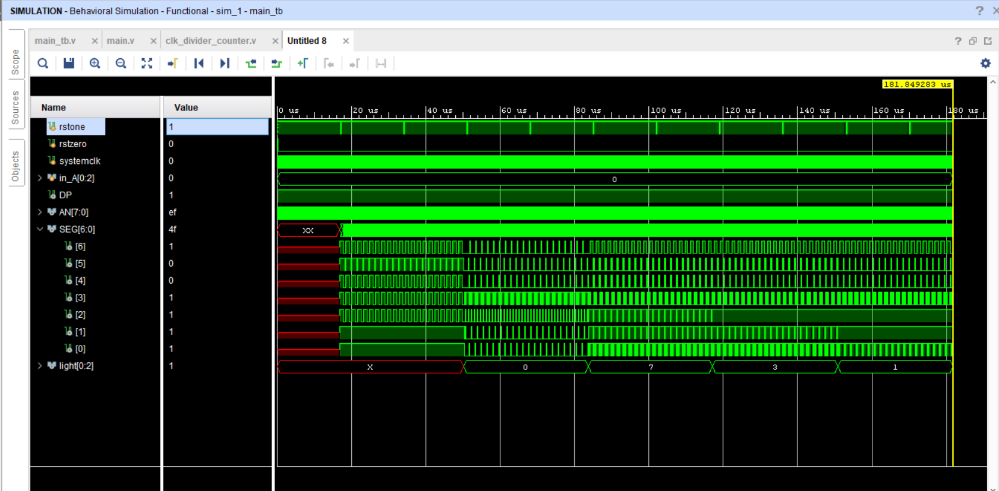 SIMULATION - Behavioral Simulation - Functional - sim_1 - main_tb
main_tb.v main.v clk_divider_counter.v Untitled 8
Scope
Sources
Objects
181.849283 us
Name Value
0 us 20 us 40 us 60 us 80 us 100 us 120 us 140 us 160 us 180 us
rstone 1
rstzero 0
systemclk 0
in_A[0:2] 0 0
DP 1
AN[7:0] ef
SEG[6:0] 4f XX
[6] 1
[5] 0
[4] 0
[3] 1
[2] 1
[1] 1
[0] 1
light[0:2] 1 X 0 7 3 1